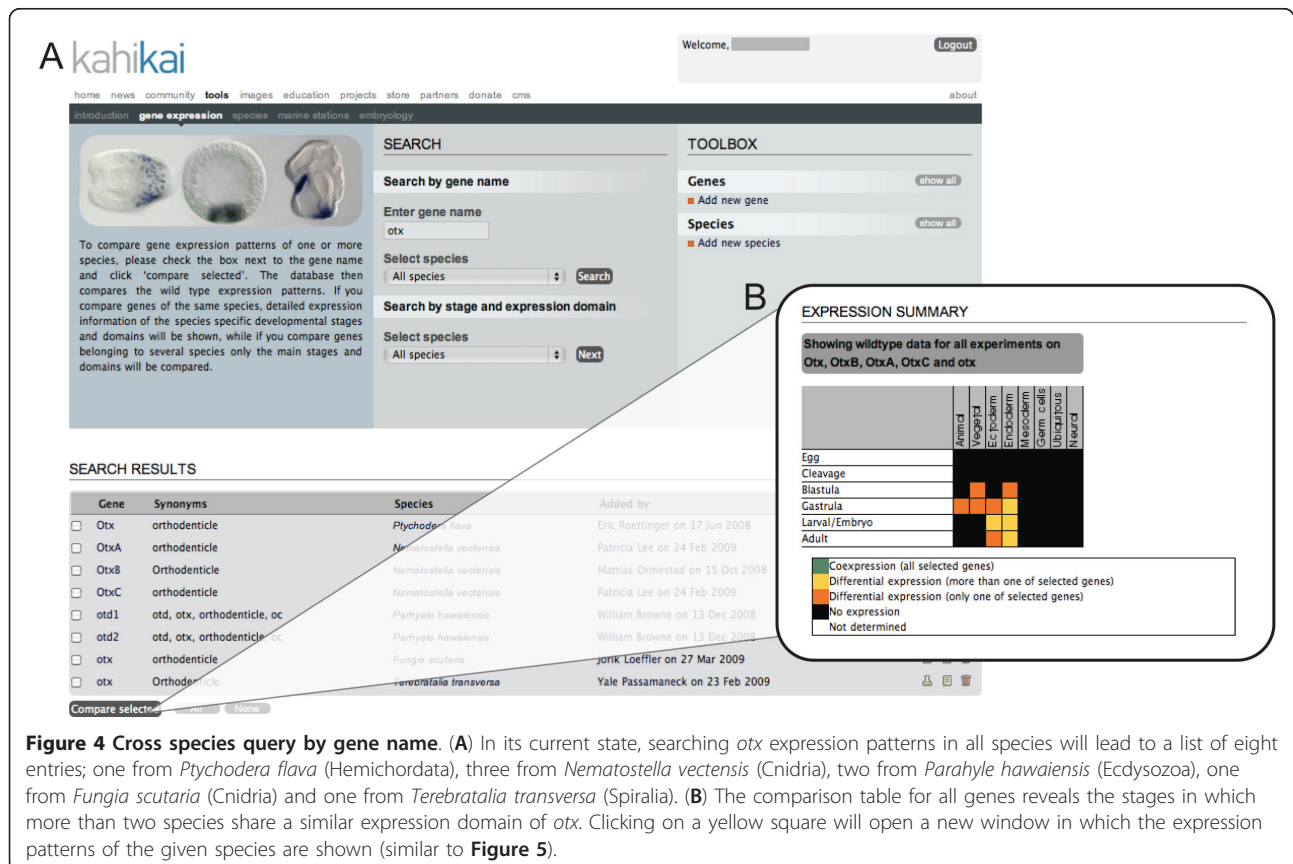 A kahikai
Welcome,
Logout
home news community tools images education projects store partners donate cms about
introduction gene expression species marine stations embryology
To compare gene expression patterns of one or more
species, please check the box next to the gene name
and click 'compare selected'. The database then
compares the wild type expression patterns. If you
compare genes of the same species, detailed expression
information of the species specific developmental stages
and domains will be shown, while if you compare genes
belonging to several species only the main stages and
domains will be compared.
SEARCH
Search by gene name
Enter gene name
otx
Select species
All species Search
Search by stage and expression domain
Select species
All species Next
TOOLBOX
Genes show all
Add new gene
Species show all
Add new species
B
EXPRESSION SUMMARY
Showing wildtype data for all experiments on
Otx, OtxB, OtxA, OtxC and otx
Animal
Vegetal
Ectoderm
Endoderm
Mesoderm
Germ cells
Ubiquitous
Neural
Egg
Cleavage
Blastula
Gastrula
Larval/Embryo
Adult
Coexpression (all selected genes)
Differential expression (more than one of selected genes)
Differential expression (only one of selected genes)
No expression
Not determined
SEARCH RESULTS
Gene Synonyms Species Added by
Otx orthodenticle Ptychodera flava Eric Roettinger on 17 Jun 2008
OtxA orthodenticle Nematostella vectensis Patricia Lee on 24 Feb 2009
OtxB Orthodenticle Nematostella vectensis Mattias Ormestad on 15 Oct 2008
OtxC orthodenticle Nematostella vectensis Patricia Lee on 24 Feb 2009
otd1 otd, otx, orthodenticle, oc Parhyale hawaiensis William Browne on 13 Dec 2008
otd2 otd, otx, orthodenticle, oc Parhyale hawaiensis William Browne on 13 Dec 2008
otx orthodenticle Fungia scutaria Jorik Loeffler on 27 Mar 2009
otx Orthodenticle Terebratalia transversa Yale Passamaneck on 23 Feb 2009
Compare selected All None
Figure 4 Cross species query by gene name. (A) In its current state, searching otx expression patterns in all species will lead to a list of eight
entries; one from Ptychodera flava (Hemichordata), three from Nematostella vectensis (Cnidria), two from Parahyle hawaiensis (Ecdysozoa), one
from Fungia scutaria (Cnidria) and one from Terebratalia transversa (Spiralia). (B) The comparison table for all genes reveals the stages in which
more than two species share a similar expression domain of otx. Clicking on a yellow square will open a new window in which the expression
patterns of the given species are shown (similar to Figure 5).